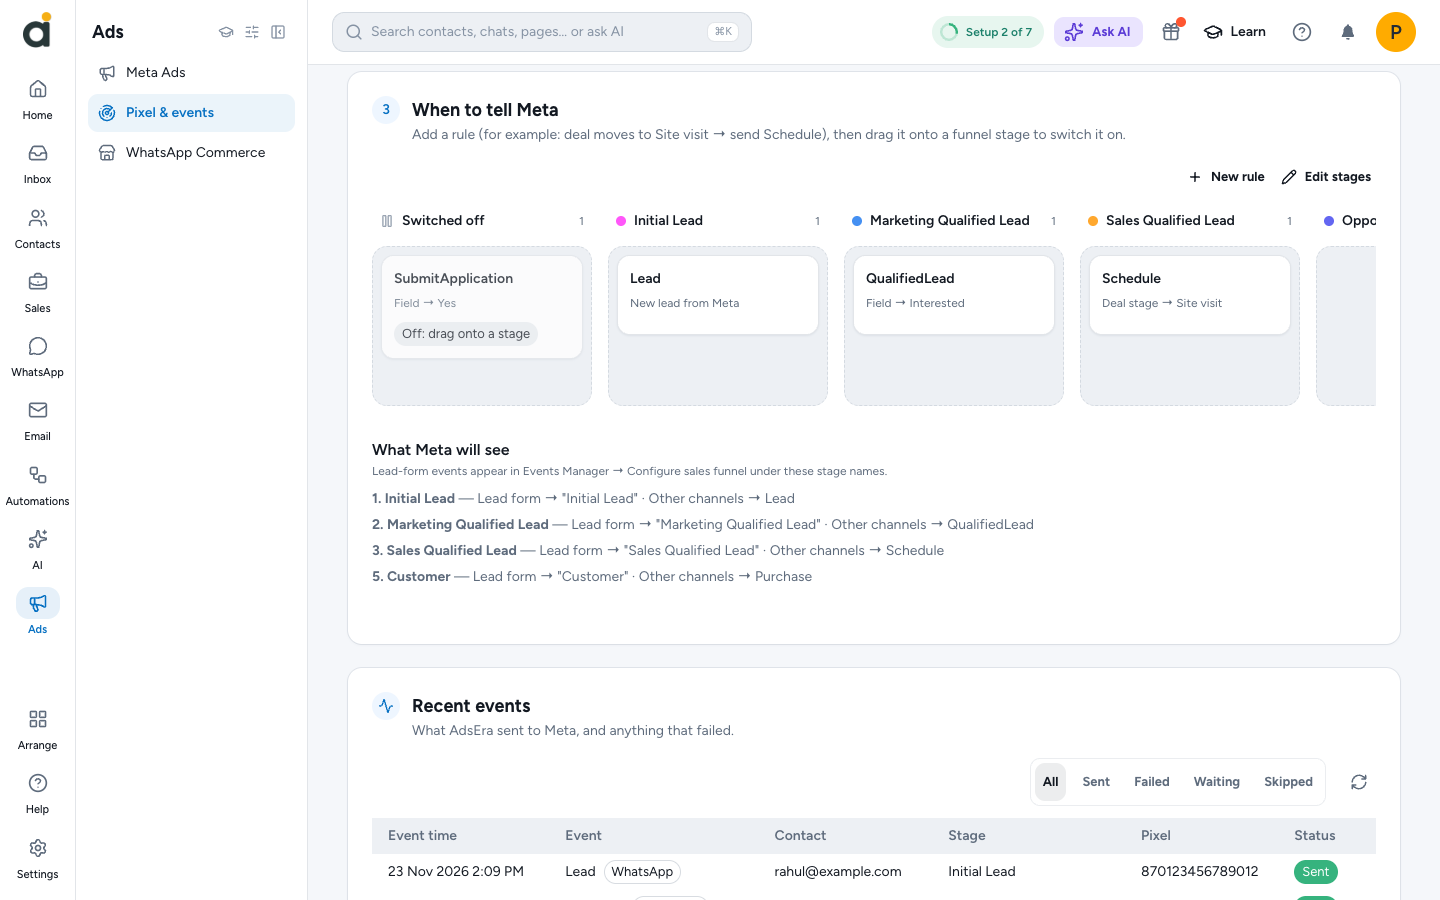 Ads
Search contacts, chats, pages... or ask AI
⌘K
Setup 2 of 7
Ask AI
Learn
P
Home
Inbox
Contacts
Sales
WhatsApp
Email
Automations
AI
Ads
Arrange
Help
Settings
Meta Ads
Pixel & events
WhatsApp Commerce
3
When to tell Meta
Add a rule (for example: deal moves to Site visit → send Schedule), then drag it onto a funnel stage to switch it on.
+ New rule
Edit stages
Switched off 1
Initial Lead 1
Marketing Qualified Lead 1
Sales Qualified Lead 1
Oppo
SubmitApplication
Field → Yes
Off: drag onto a stage
Lead
New lead from Meta
QualifiedLead
Field → Interested
Schedule
Deal stage → Site visit
What Meta will see
Lead-form events appear in Events Manager → Configure sales funnel under these stage names.
1. Initial Lead — Lead form → "Initial Lead" · Other channels → Lead
2. Marketing Qualified Lead — Lead form → "Marketing Qualified Lead" · Other channels → QualifiedLead
3. Sales Qualified Lead — Lead form → "Sales Qualified Lead" · Other channels → Schedule
5. Customer — Lead form → "Customer" · Other channels → Purchase
Recent events
What AdsEra sent to Meta, and anything that failed.
All Sent Failed Waiting Skipped
Event time Event Contact Stage Pixel Status
23 Nov 2026 2:09 PM Lead WhatsApp rahul@example.com Initial Lead 870123456789012 Sent